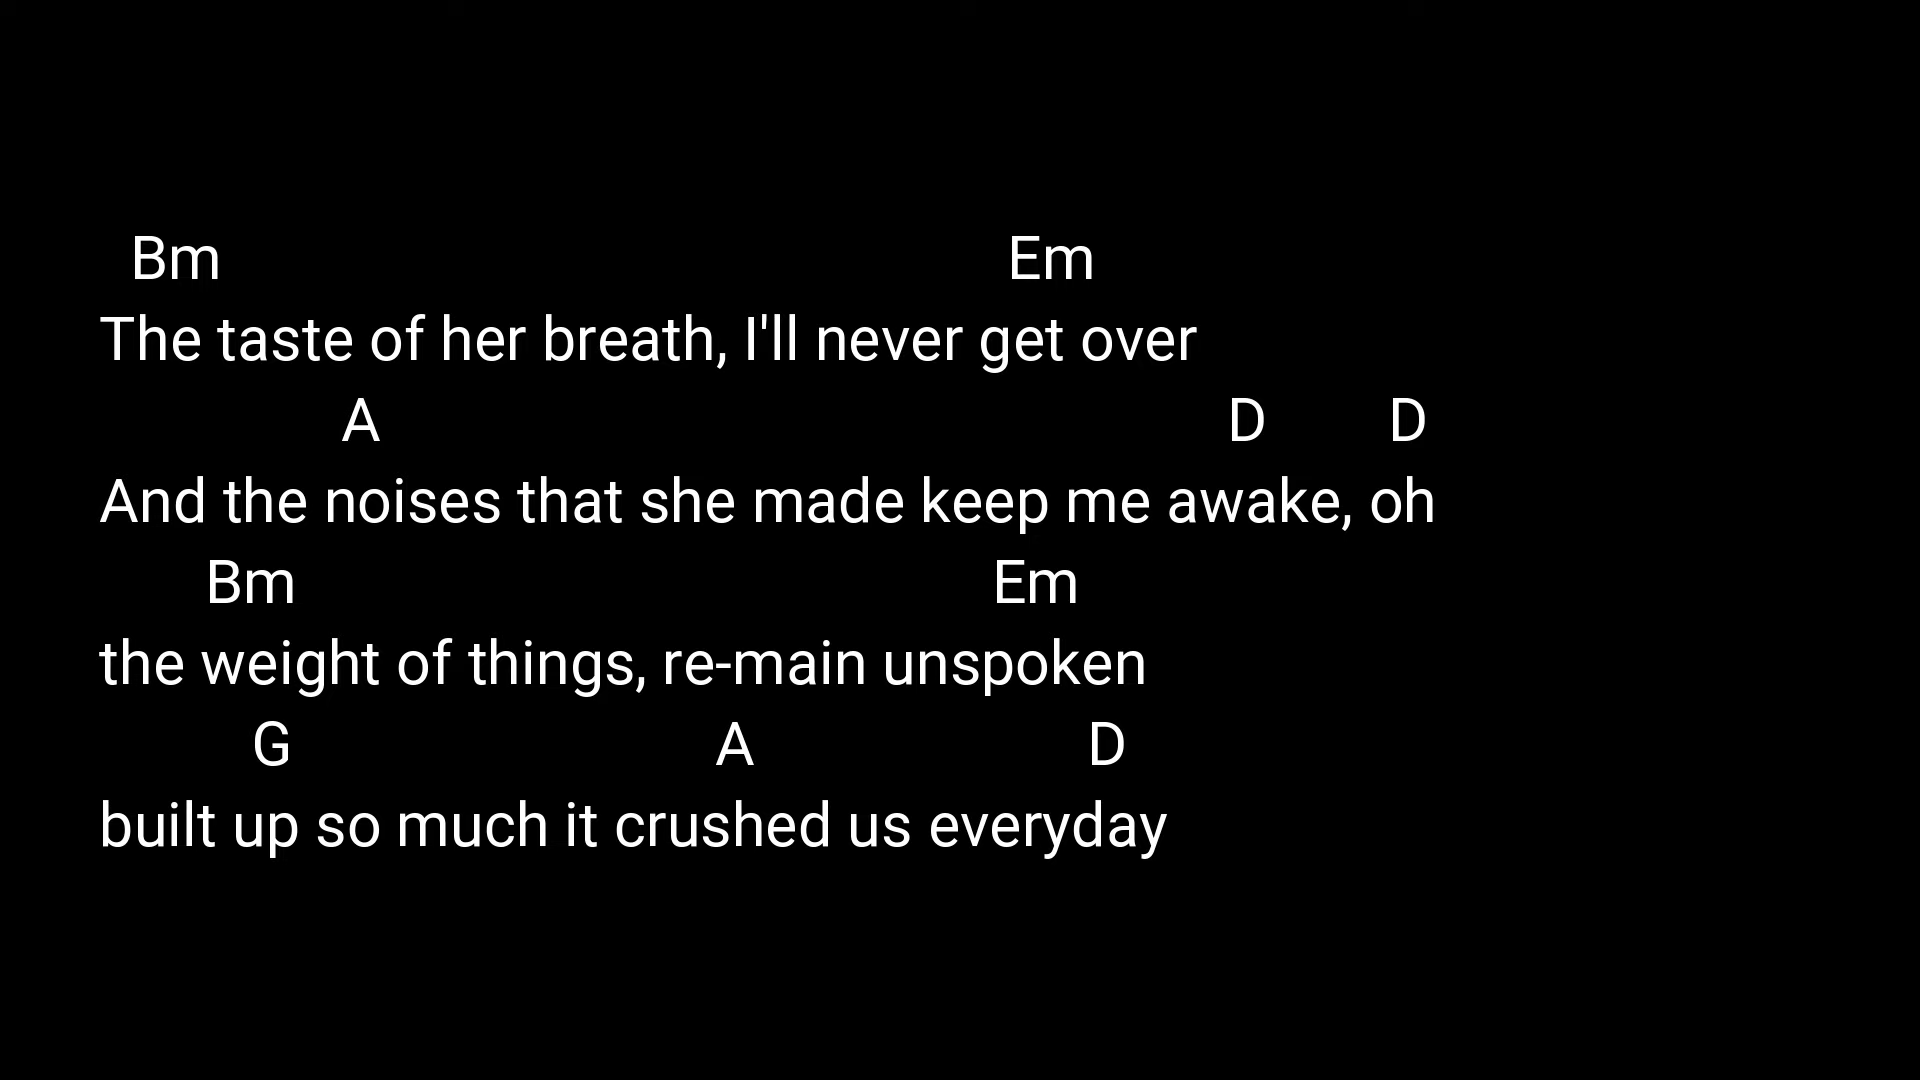 Bm Em
The taste of her breath, I'll never get over
A D D
And the noises that she made keep me awake, oh
Bm Em
the weight of things, re-main unspoken
G A D
built up so much it crushed us everyday